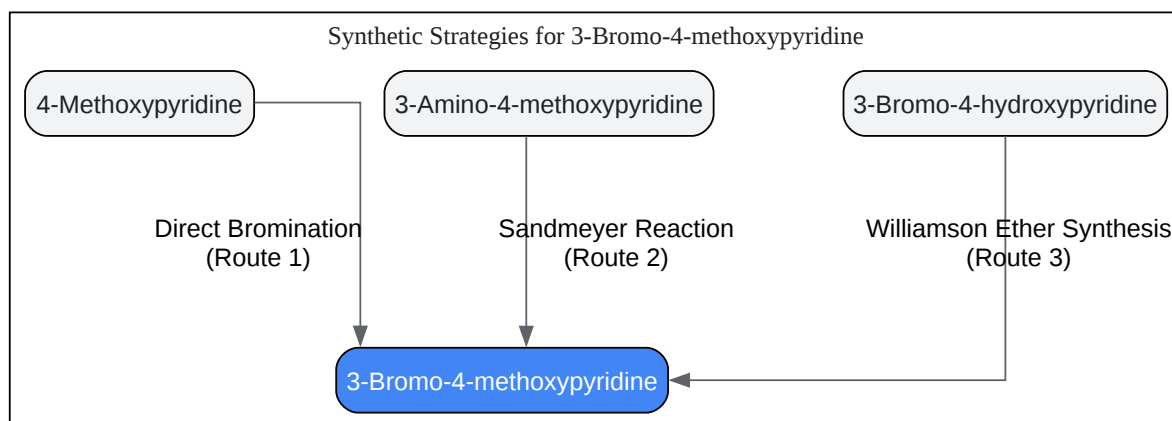 Synthetic Strategies for 3-Bromo-4-methoxypyridine
4-Methoxypyridine
3-Amino-4-methoxypyridine
3-Bromo-4-hydroxypyridine
Direct Bromination
(Route 1)
Sandmeyer Reaction
(Route 2)
Williamson Ether Synthesis
(Route 3)
3-Bromo-4-methoxypyridine